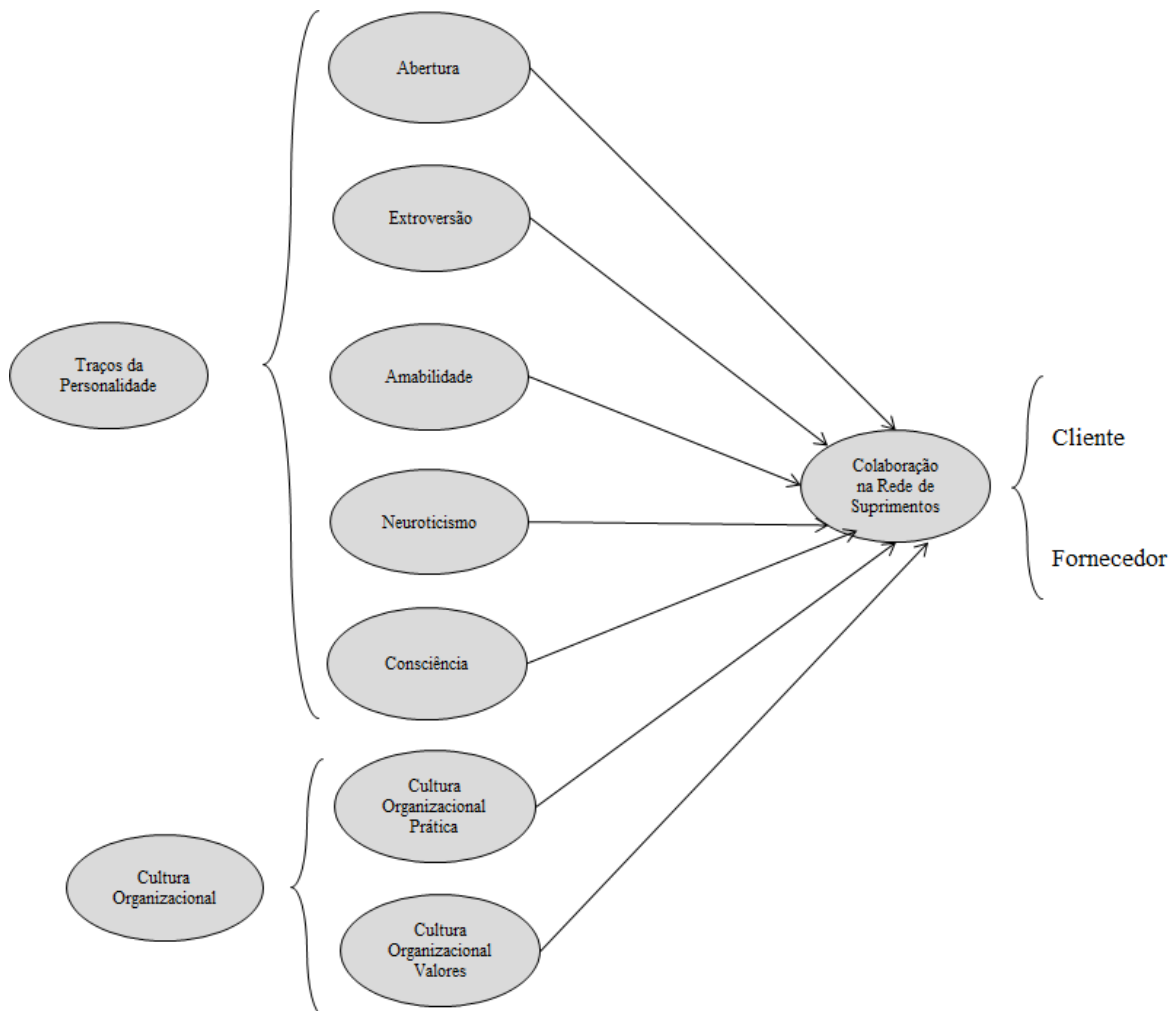 Abertura
Extroversão
Traços da
Personalidade
Amabilidade
Neuroticismo
Consciência
Colaboração
na Rede de
Suprimentos
Cliente
Fornecedor
Cultura
Organizacional
Cultura
Organizacional
Prática
Cultura
Organizacional
Valores